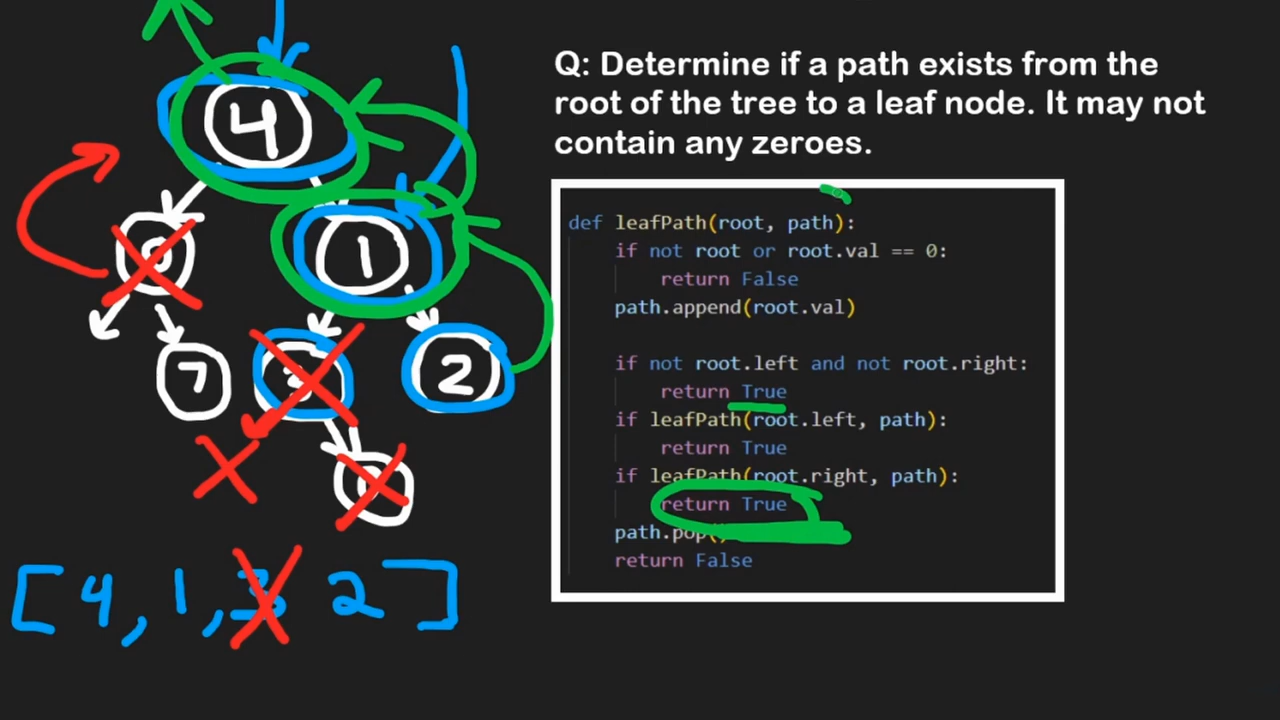 Q: Determine if a path exists from the
root of the tree to a leaf node. It may not
contain any zeroes.
4
1
7
2
def leafPath(root, path):
if not root or root.val == 0:
return False
path.append(root.val)
if not root.left and not root.right:
return True
if leafPath(root.left, path):
return True
if leafPath(root.right, path):
return True
path.pop()
return False
[4, 1, 3 2]